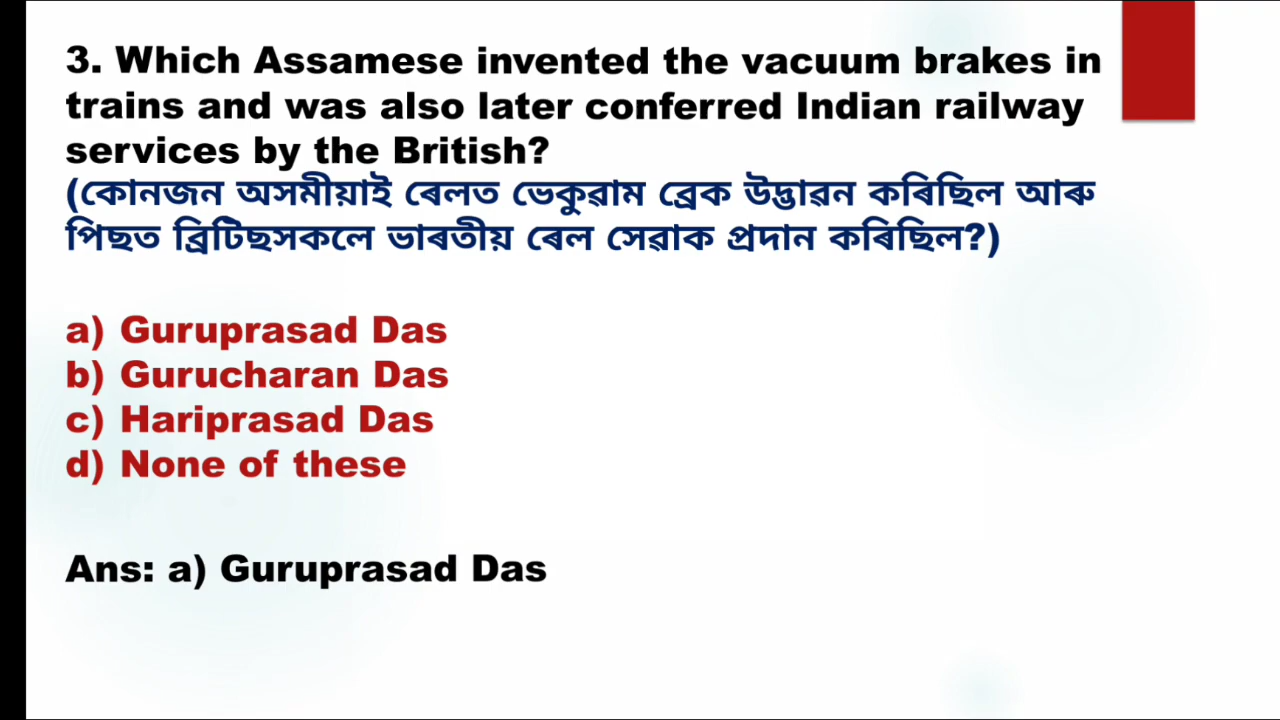 3. Which Assamese invented the vacuum brakes in
trains and was also later conferred Indian railway
services by the British?
(কোনজন অসমীয়াই ৰেলত ভেকুৱাম ব্ৰেক উদ্ভাৱন কৰিছিল আৰু
পিছত ব্ৰিটিছসকলে ভাৰতীয় ৰেল সেৱাক প্ৰদান কৰিছিল?)
a) Guruprasad Das
b) Gurucharan Das
c) Hariprasad Das
d) None of these
Ans: a) Guruprasad Das